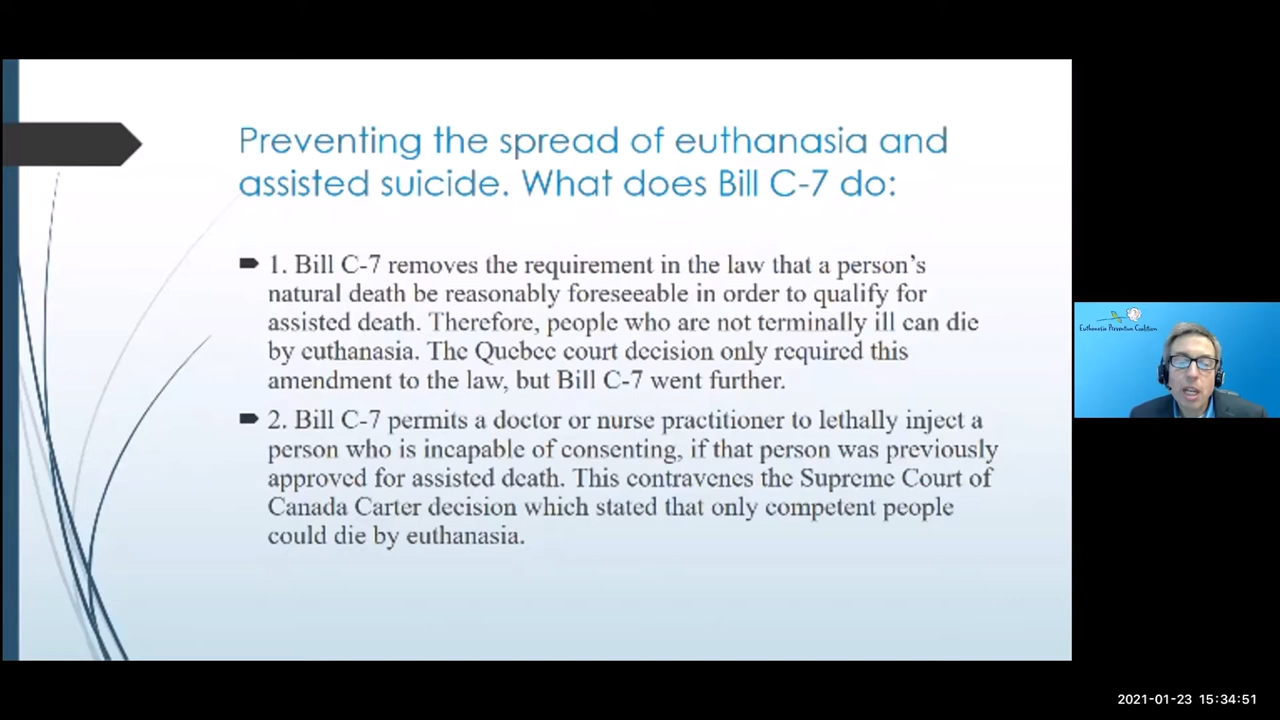 Preventing the spread of euthanasia and
assisted suicide. What does Bill C-7 do:
1. Bill C-7 removes the requirement in the law that a person's
natural death be reasonably foreseeable in order to qualify for
assisted death. Therefore, people who are not terminally ill can die
by euthanasia. The Quebec court decision only required this
amendment to the law, but Bill C-7 went further.
2. Bill C-7 permits a doctor or nurse practitioner to lethally inject a
person who is incapable of consenting, if that person was previously
approved for assisted death. This contravenes the Supreme Court of
Canada Carter decision which stated that only competent people
could die by euthanasia.
Euthanasia Prevention Coalition
2021-01-23 15:34:51